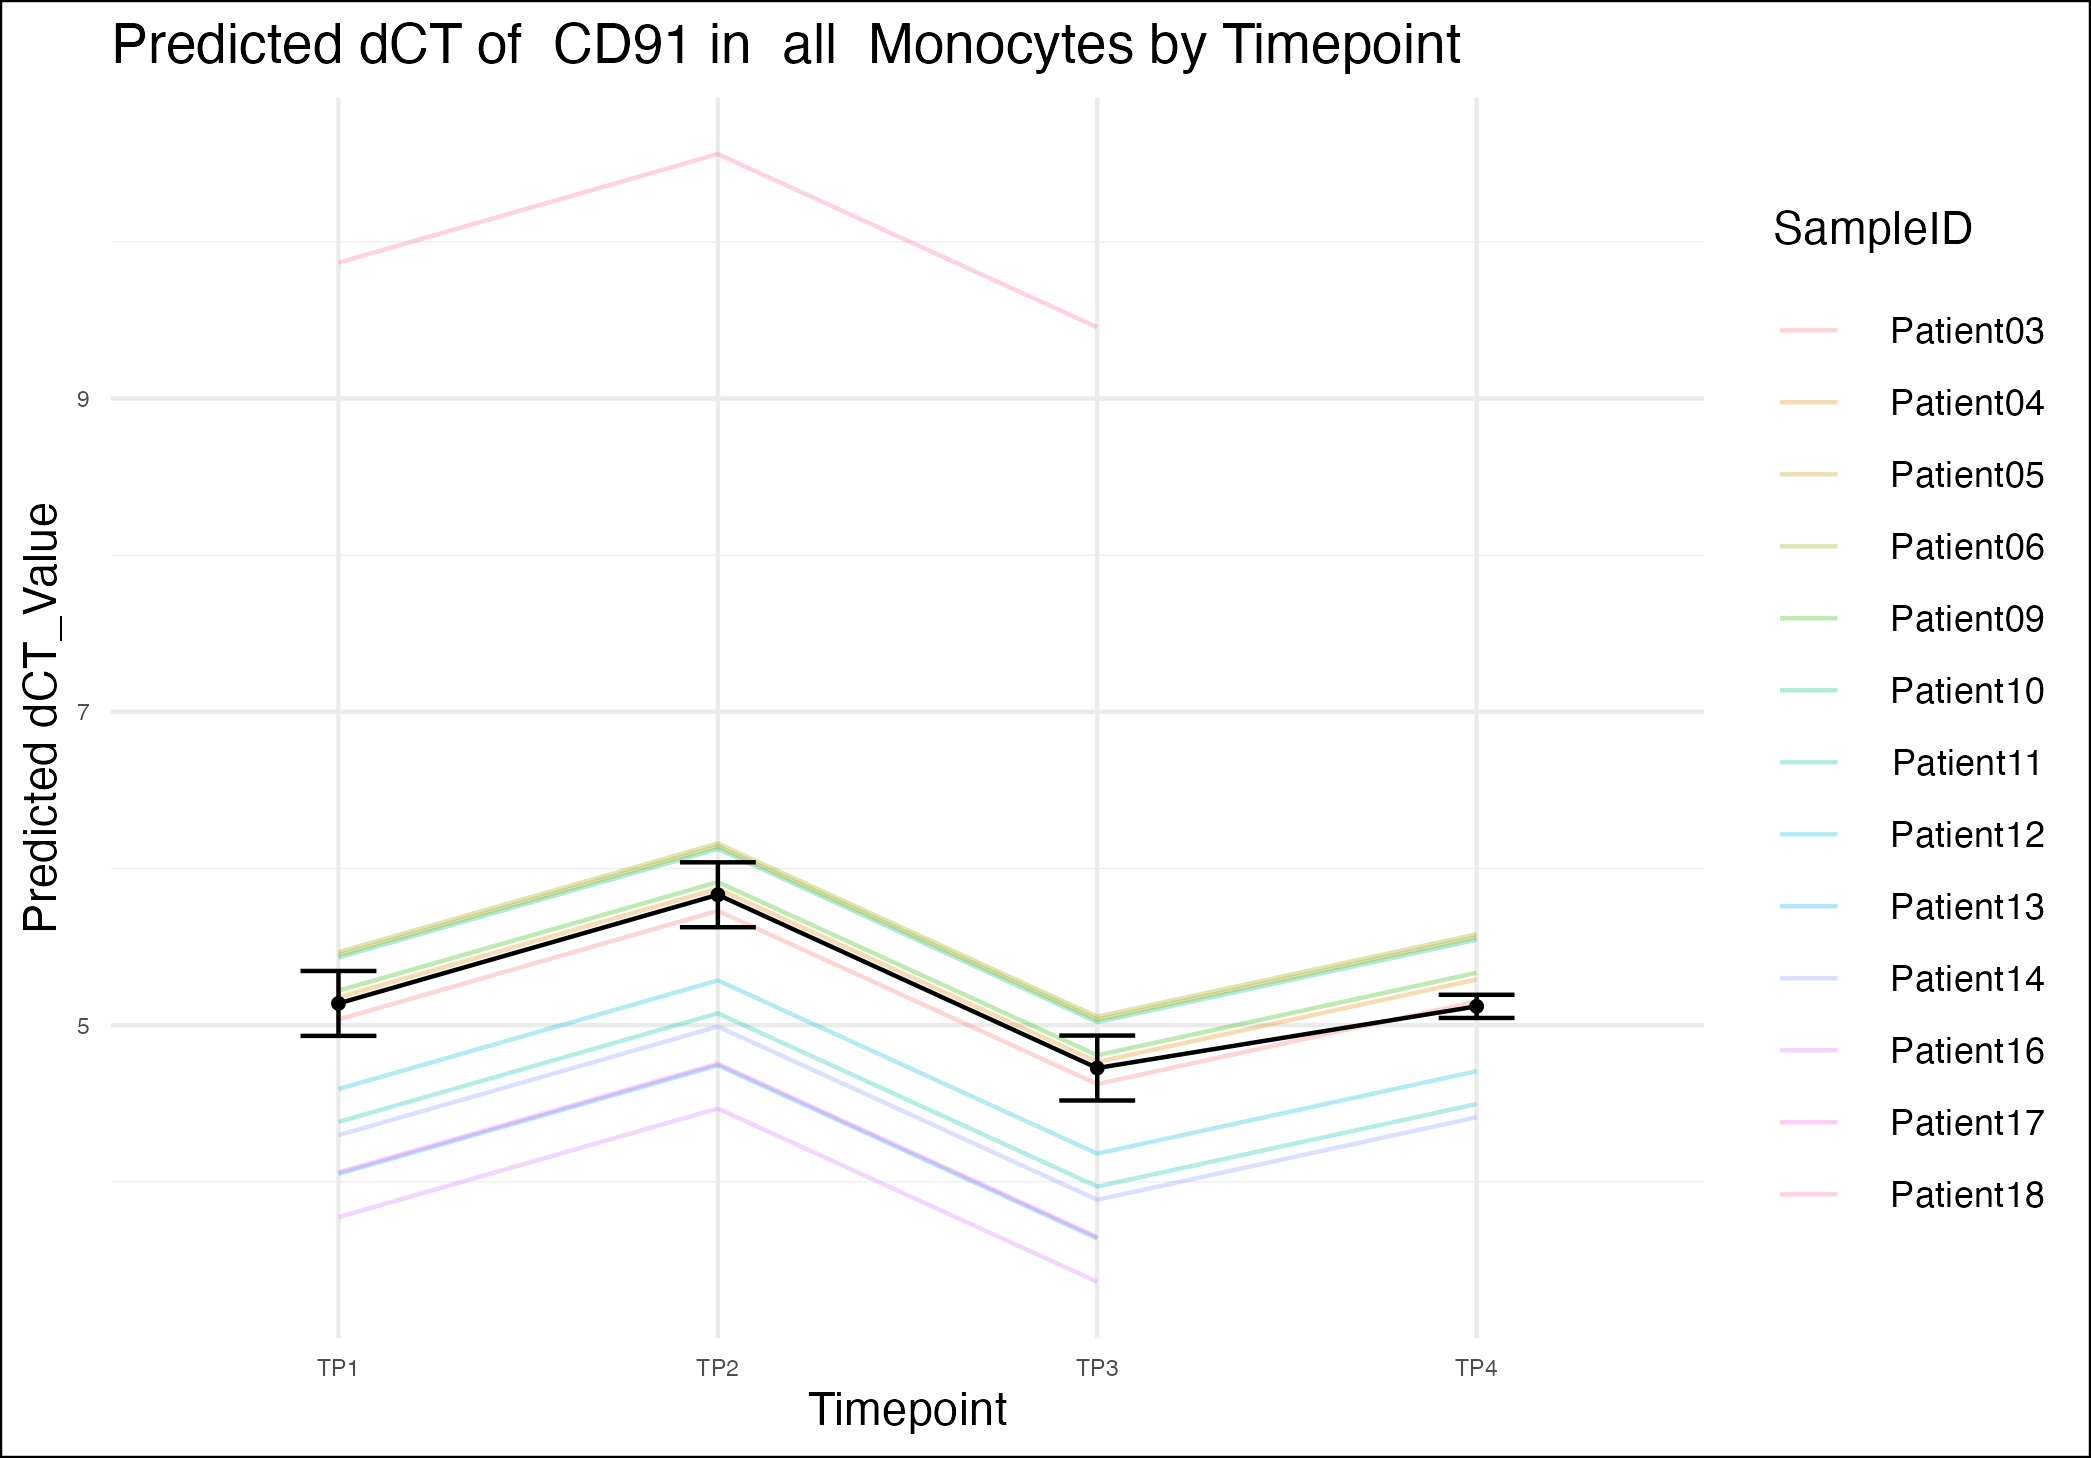 Predicted dCT of  CD91 in  all  Monocytes by Timepoint
Predicted dCT_Value
9
7
5
TP1
TP2
TP3
TP4
Timepoint
SampleID
Patient03
Patient04
Patient05
Patient06
Patient09
Patient10
Patient11
Patient12
Patient13
Patient14
Patient16
Patient17
Patient18